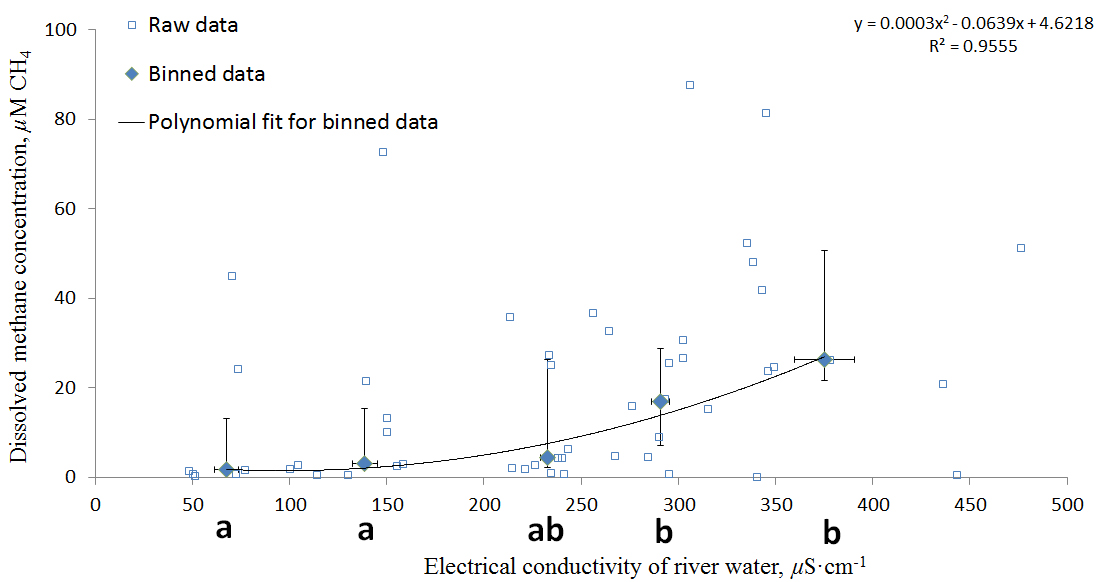 y = 0.0003x² - 0.0639x + 4.6218
R² = 0.9555
Raw data
Binned data
Polynomial fit for binned data
Dissolved methane concentration, μM CH₄
100
80
60
40
20
0
0 50 100 150 200 250 300 350 400 450 500
a a ab b b
Electrical conductivity of river water, μS·cm⁻¹